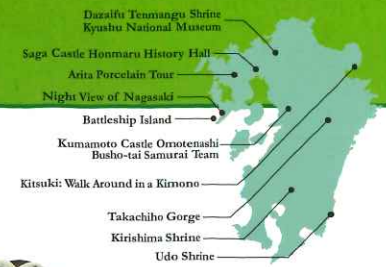 Dazaifu Tenmangu Shrine
Kyushu National Museum
Saga Castle Honmaru History Hall
Arita Porcelain Tour
Night View of Nagasaki
Battleship Island
Kumamoto Castle Omotenashi
Busho-tai Samurai Team
Kitsuki: Walk Around in a Kimono
Takachiho Gorge
Kirishima Shrine
Udo Shrine